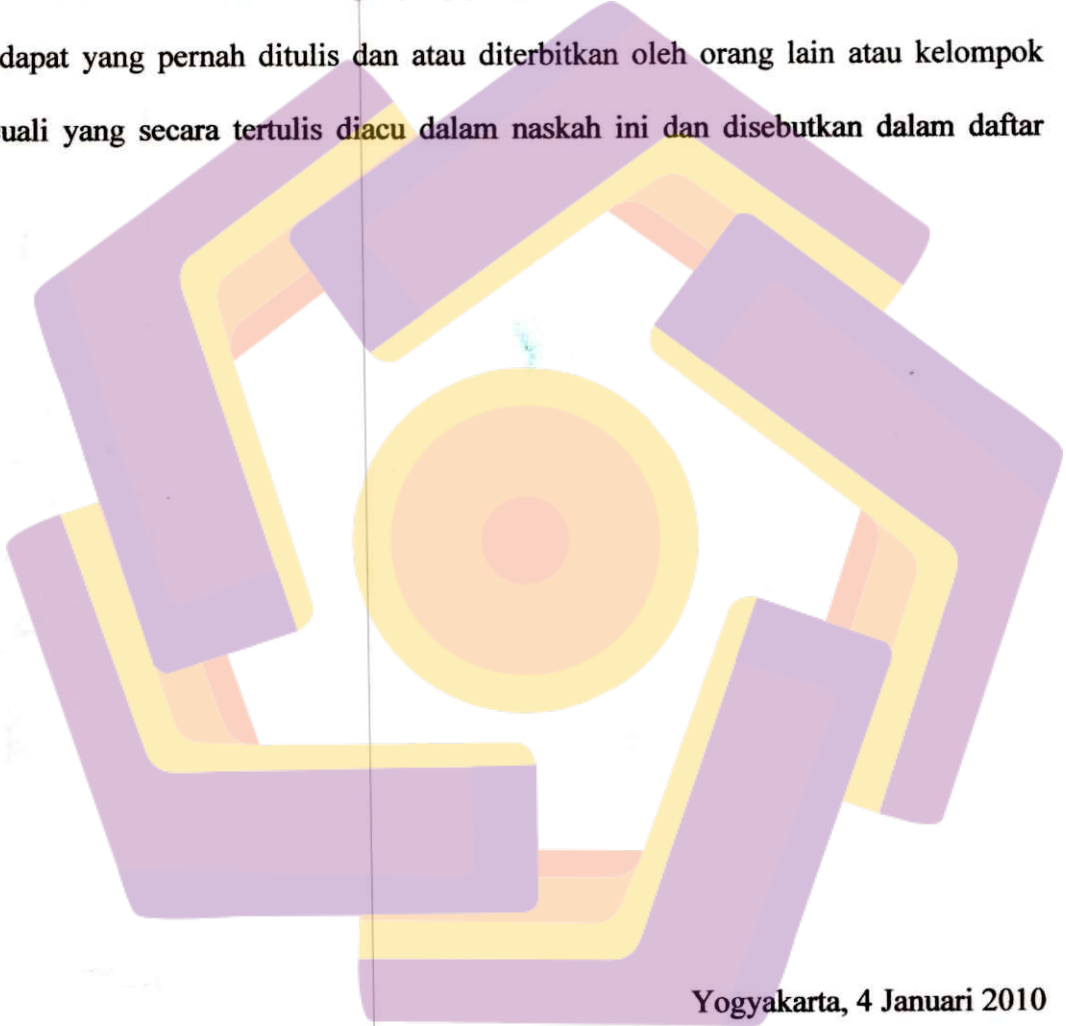 dapat yang pernah ditulis dan atau diterbitkan oleh orang lain atau kelompok
uali yang secara tertulis diacu dalam naskah ini dan disebutkan dalam daftar
Yogyakarta, 4 Januari 2010